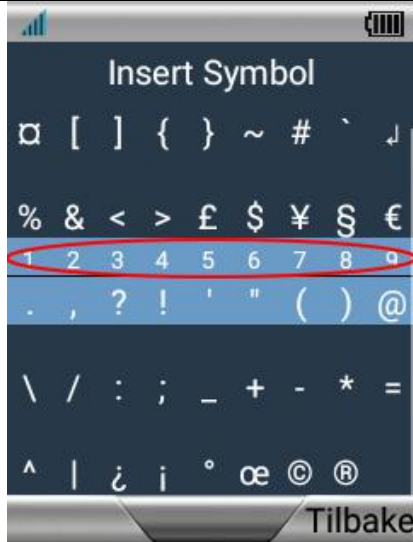 Insert Symbol
¤ [ ] { } ~ # ` ↲
% & < > £ $ ¥ § €
1 2 3 4 5 6 7 8 9
. , ? ! ' " ( ) @
\ / : ; _ + - * =
^ | ¿ ¡ ° œ © ®
Tilbake